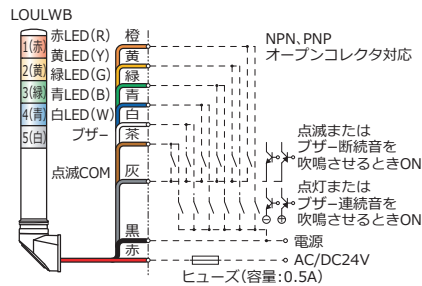 LOULWB
赤LED(R) 橙
黄LED(Y) 黄
緑LED(G) 緑
青LED(B) 青
白LED(W) 白
ブザー 茶
点滅COM 灰
黒
赤
1(赤)
2(黄)
3(緑)
4(青)
5(白)
NPN、PNP
オープンコレクタ対応
点滅または
ブザー断続音を
吹鳴させるときON
点灯または
ブザー連続音を
吹鳴させるときON
⊖ ⊕
電源
AC/DC24V
ヒューズ(容量:0.5A)